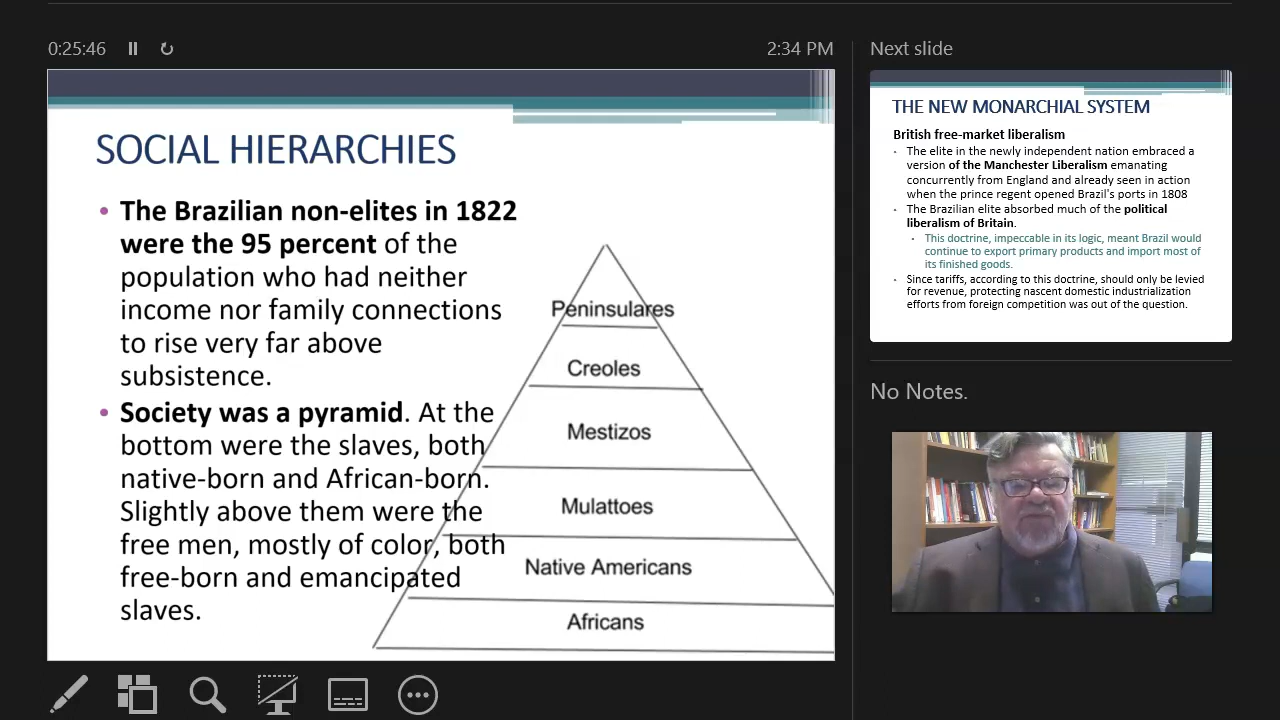 0:25:46
2:34 PM
SOCIAL HIERARCHIES
• The Brazilian non-elites in 1822
were the 95 percent of the
population who had neither
income nor family connections
to rise very far above
subsistence.
• Society was a pyramid. At the
bottom were the slaves, both
native-born and African-born.
Slightly above them were the
free men, mostly of color, both
free-born and emancipated
slaves.
Peninsulares
Creoles
Mestizos
Mulattoes
Native Americans
Africans
Next slide
THE NEW MONARCHIAL SYSTEM
British free-market liberalism
• The elite in the newly independent nation embraced a
version of the Manchester Liberalism emanating
concurrently from England and already seen in action
when the prince regent opened Brazil's ports in 1808
• The Brazilian elite absorbed much of the political
liberalism of Britain.
• This doctrine, impeccable in its logic, meant Brazil would
continue to export primary products and import most of
its finished goods.
• Since tariffs, according to this doctrine, should only be levied
for revenue, protecting nascent domestic industrialization
efforts from foreign competition was out of the question.
No Notes.